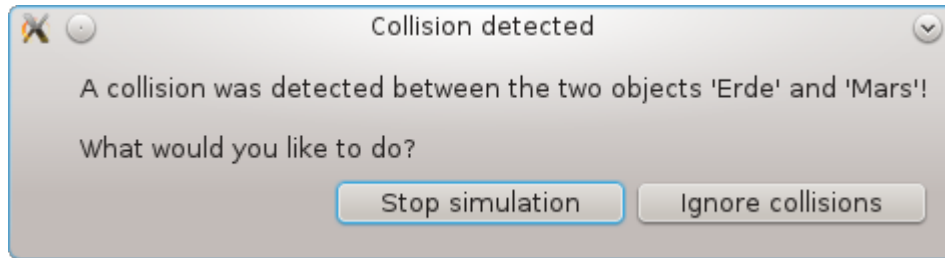 Collision detected
A collision was detected between the two objects 'Erde' and 'Mars'!
What would you like to do?
Stop simulation
Ignore collisions